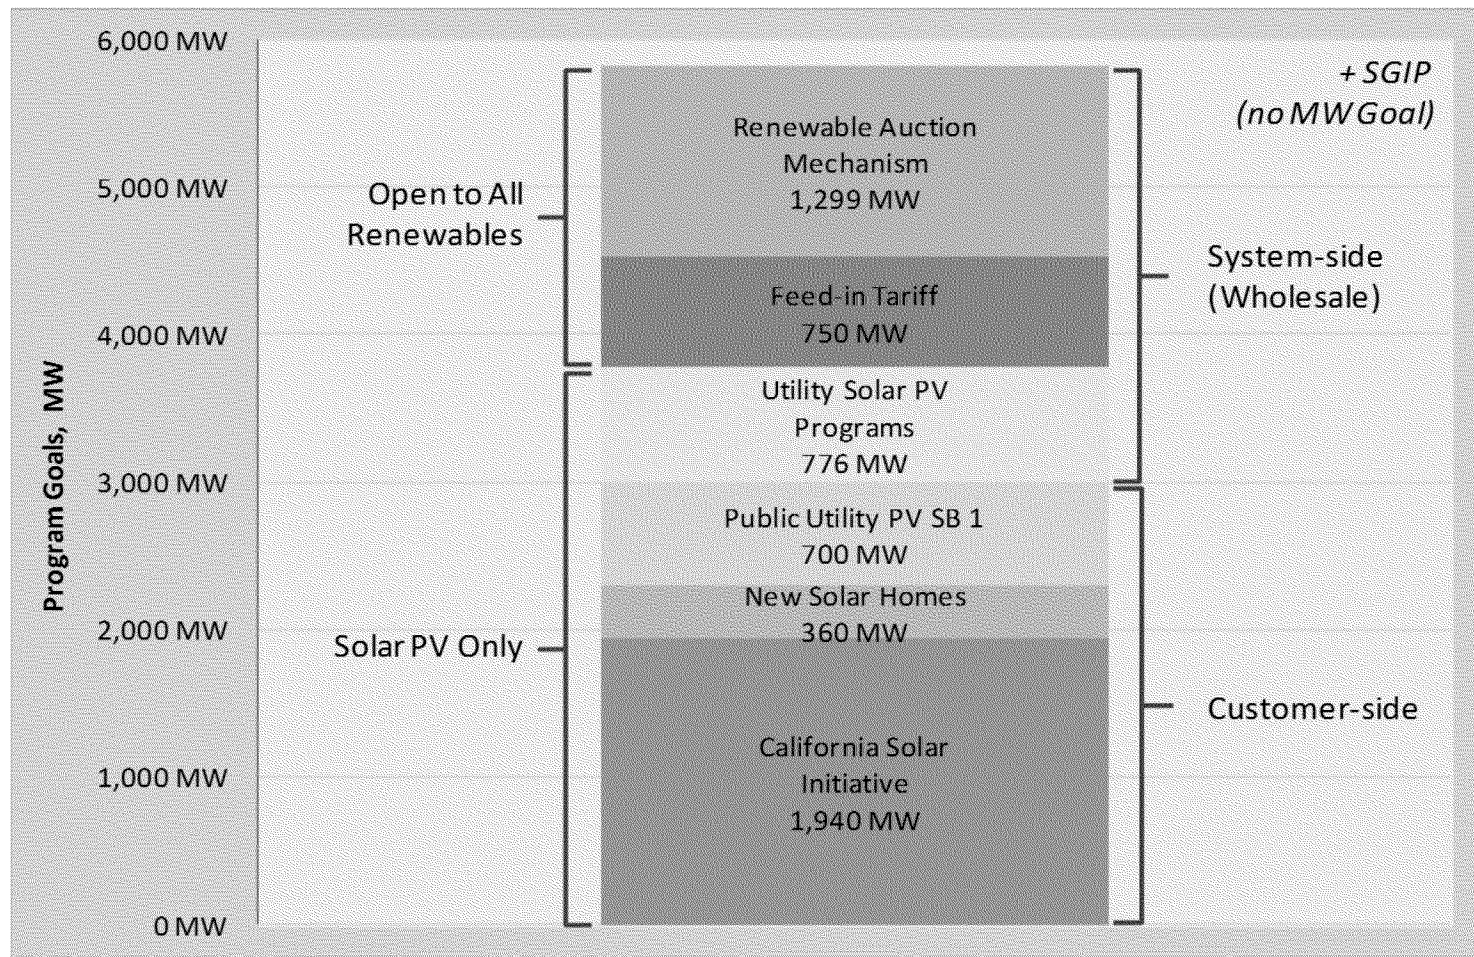 6,000 MW
5,000 MW
4,000 MW
3,000 MW
2,000 MW
1,000 MW
0 MW
Program Goals, MW
Open to All
Renewables
Solar PV Only
Renewable Auction
Mechanism
1,299 MW
Feed-in Tariff
750 MW
Utility Solar PV
Programs
776 MW
Public Utility PV SB 1
700 MW
New Solar Homes
360 MW
California Solar
Initiative
1,940 MW
+ SGIP
(no MW Goal)
System-side
(Wholesale)
Customer-side